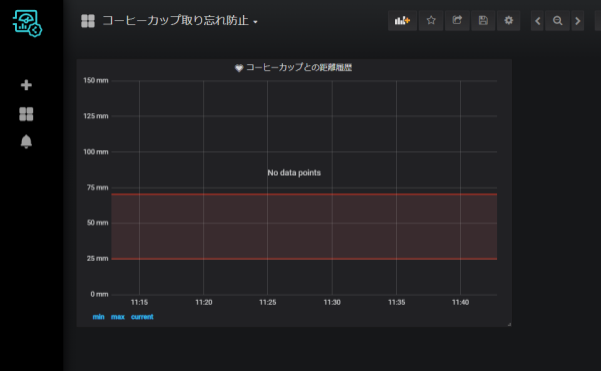 コーヒーカップ取り忘れ防止
コーヒーカップとの距離履歴
150 mm
125 mm
100 mm
No data points
75 mm
50 mm
25 mm
0 mm
11:15 11:20 11:25 11:30 11:35 11:40
min max current